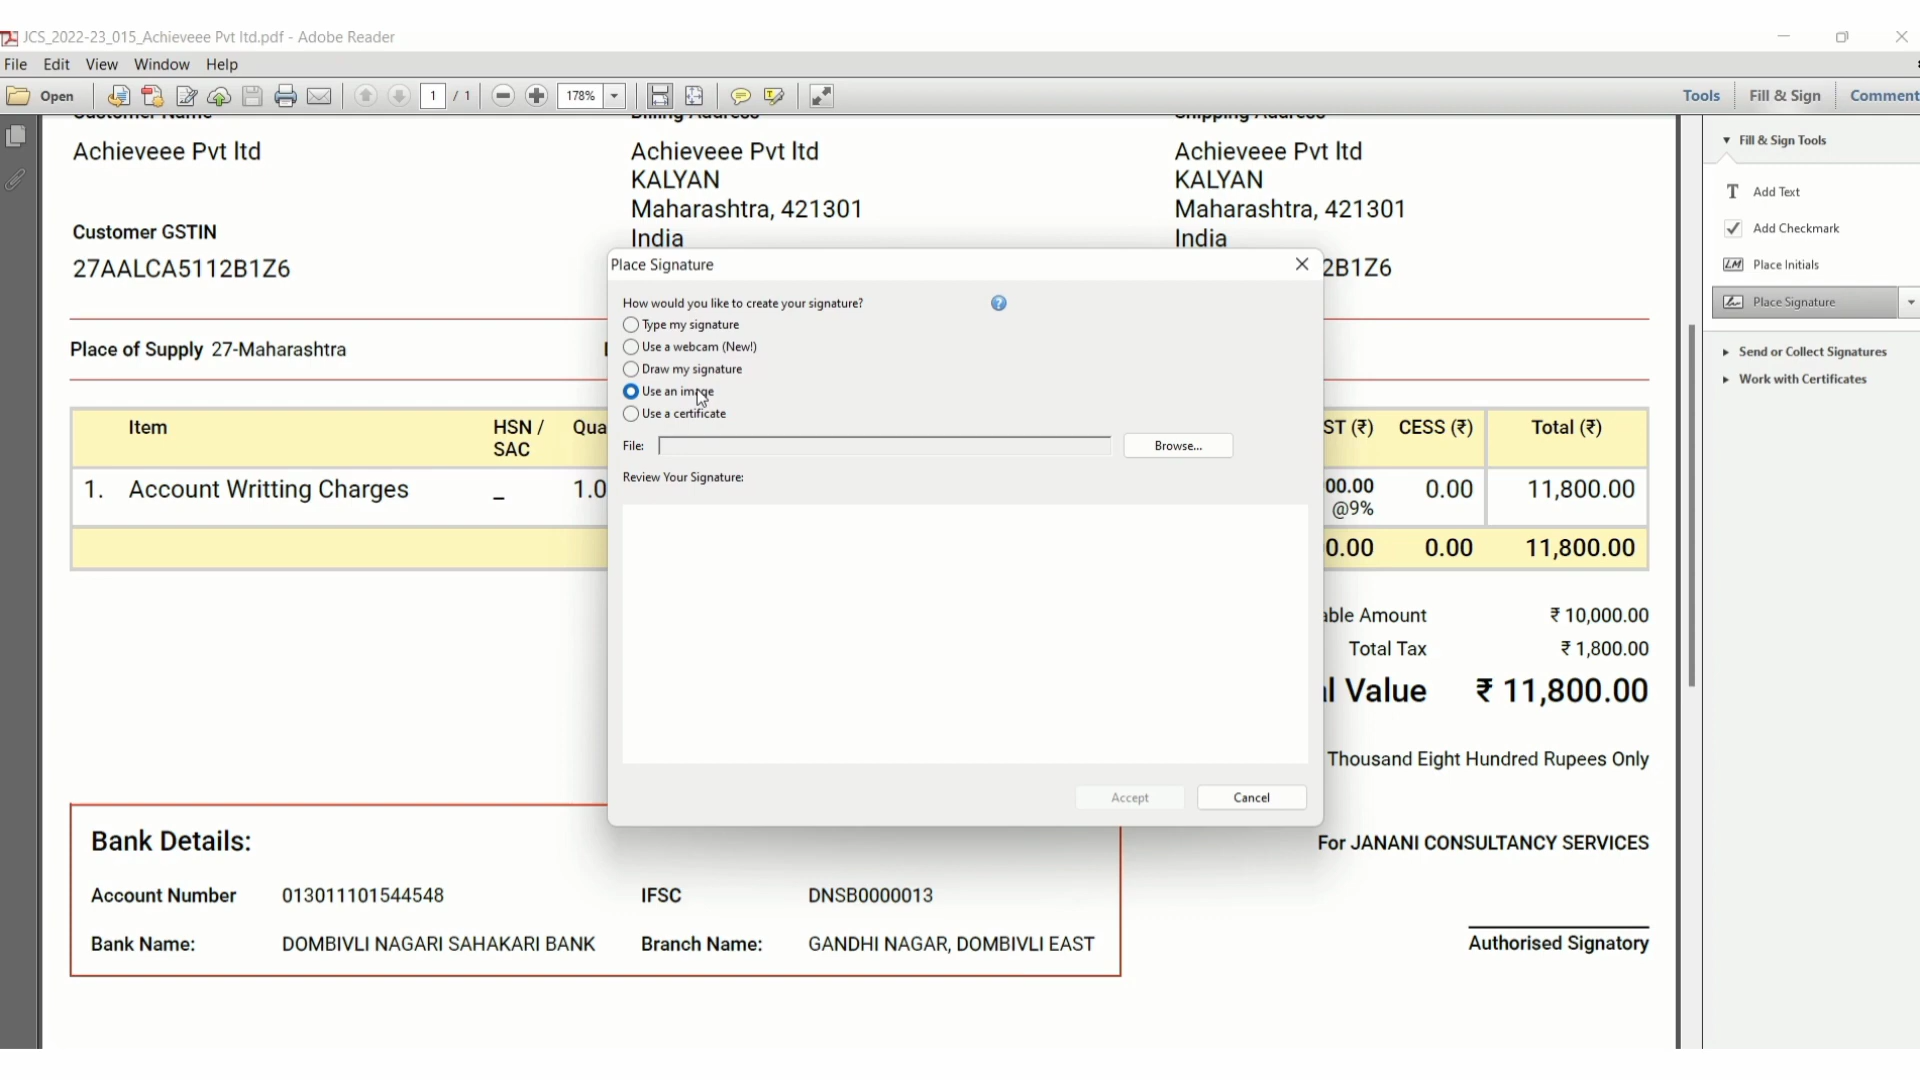 JCS_2022-23_015_Achieveee Pvt ltd.pdf - Adobe Reader
File Edit View Window Help
Open 1 / 1 178% Tools Fill & Sign Comment
Customer Name Billing Address Shipping Address
Achieveee Pvt ltd Achieveee Pvt ltd Achieveee Pvt ltd
KALYAN KALYAN
Maharashtra, 421301 Maharashtra, 421301
India India
Customer GSTIN
27AALCA5112B1Z6 2B1Z6
Place of Supply 27-Maharashtra
Item HSN / SAC Qua ST (₹) CESS (₹) Total (₹)
1. Account Writting Charges _ 1.0 00.00 0.00 11,800.00
@9%
0.00 0.00 11,800.00
able Amount ₹ 10,000.00
Total Tax ₹ 1,800.00
l Value ₹ 11,800.00
Thousand Eight Hundred Rupees Only
Bank Details:
Account Number 013011101544548 IFSC DNSB0000013
Bank Name: DOMBIVLI NAGARI SAHAKARI BANK Branch Name: GANDHI NAGAR, DOMBIVLI EAST
For JANANI CONSULTANCY SERVICES
Authorised Signatory
Place Signature
How would you like to create your signature?
Type my signature
Use a webcam (New!)
Draw my signature
Use an image
Use a certificate
File: Browse...
Review Your Signature:
Accept Cancel
Fill & Sign Tools
T Add Text
Add Checkmark
LM Place Initials
Place Signature
Send or Collect Signatures
Work with Certificates